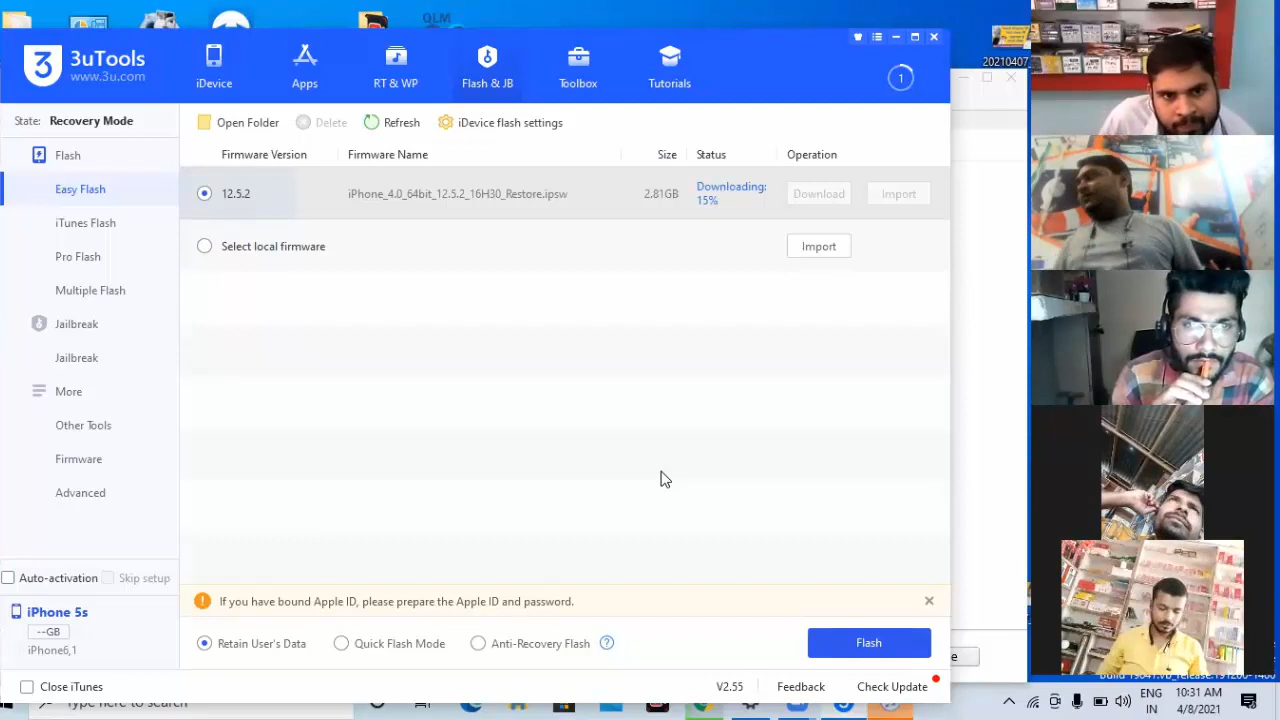 QLM
3 3uTools
www.3u.com
iDevice
Apps
RT & WP
Flash & JB
Toolbox
Tutorials
1
20210407
State: Recovery Mode
Open Folder
Delete
Refresh
iDevice flash settings
Flash
Firmware Version
Firmware Name
Size
Status
Operation
Easy Flash
12.5.2
iPhone_4.0_64bit_12.5.2_16H30_Restore.ipsw
2.81GB
Downloading:
15%
Download
Import
iTunes Flash
Select local firmware
Import
Pro Flash
Multiple Flash
Jailbreak
Jailbreak
More
Other Tools
Firmware
Advanced
Auto-activation
Skip setup
If you have bound Apple ID, please prepare the Apple ID and password.
iPhone 5s
--GB
iPhone6,1
Retain User's Data
Quick Flash Mode
Anti-Recovery Flash
?
Flash
Close iTunes
V2.55
Feedback
Check Update
Type here to search
ENG
IN
10:31 AM
4/8/2021